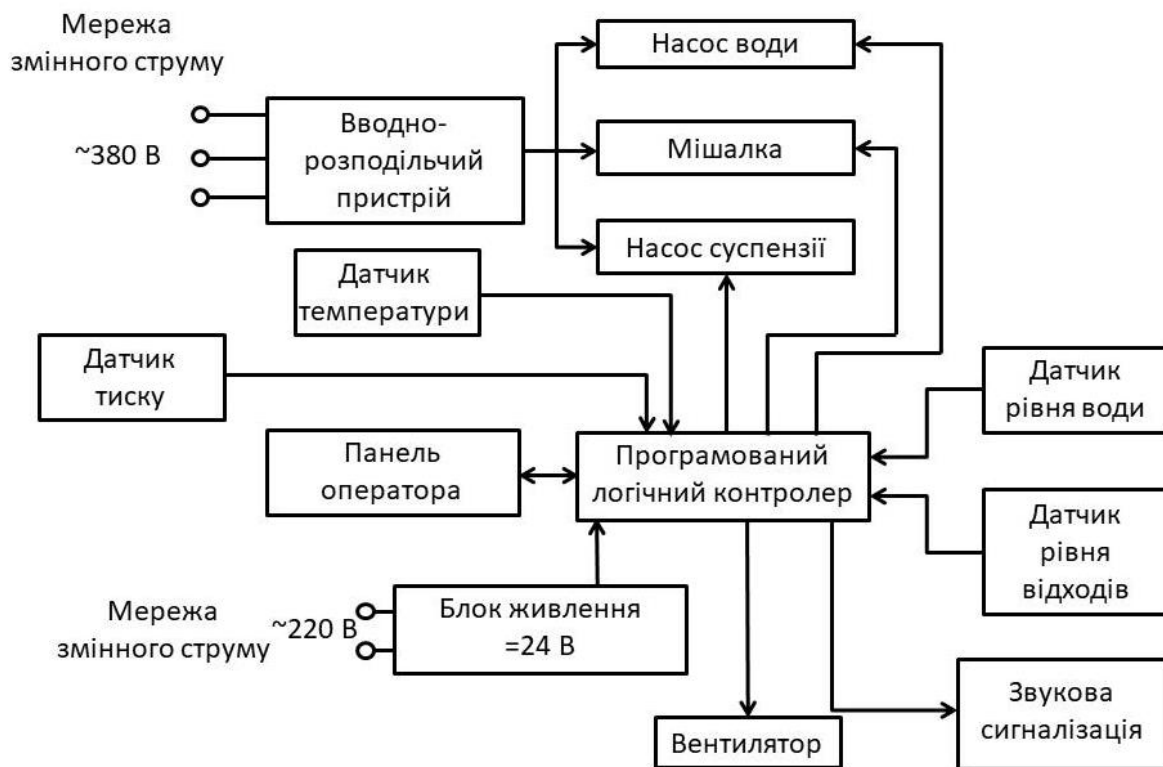 Мережа
змінного струму
~380 В
Вводно-
розподільчий
пристрій
Насос води
Мішалка
Насос суспензії
Датчик
температури
Датчик
тиску
Датчик
рівня води
Панель
оператора
Програмований
логічний контролер
Датчик
рівня
відходів
Мережа
змінного струму
~220 В
Блок живлення
=24 В
Вентилятор
Звукова
сигналізація